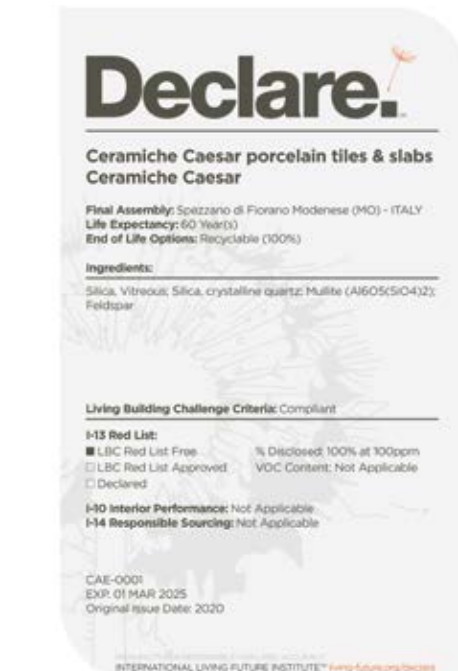 Declare.
Ceramiche Caesar porcelain tiles & slabs
Ceramiche Caesar
Final Assembly: Spezzano di Fiorano Modenese (MO) - ITALY
Life Expectancy: 60 Year(s)
End of Life Options: Recyclable (100%)
Ingredients:
Silica, Vitreous; Silica, crystalline quartz; Mullite (Al6O5(SiO4)2);
Feldspar
Living Building Challenge Criteria: Compliant
I-13 Red List:
■ LBC Red List Free % Disclosed: 100% at 100ppm
□ LBC Red List Approved VOC Content: Not Applicable
□ Declared
I-10 Interior Performance: Not Applicable
I-14 Responsible Sourcing: Not Applicable
CAE-0001
EXP. 01 MAR 2025
Original Issue Date: 2020
INTERNATIONAL LIVING FUTURE INSTITUTE™ living-future.org/declare